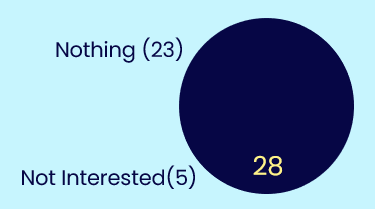 Nothing (23)
Not Interested(5)
28